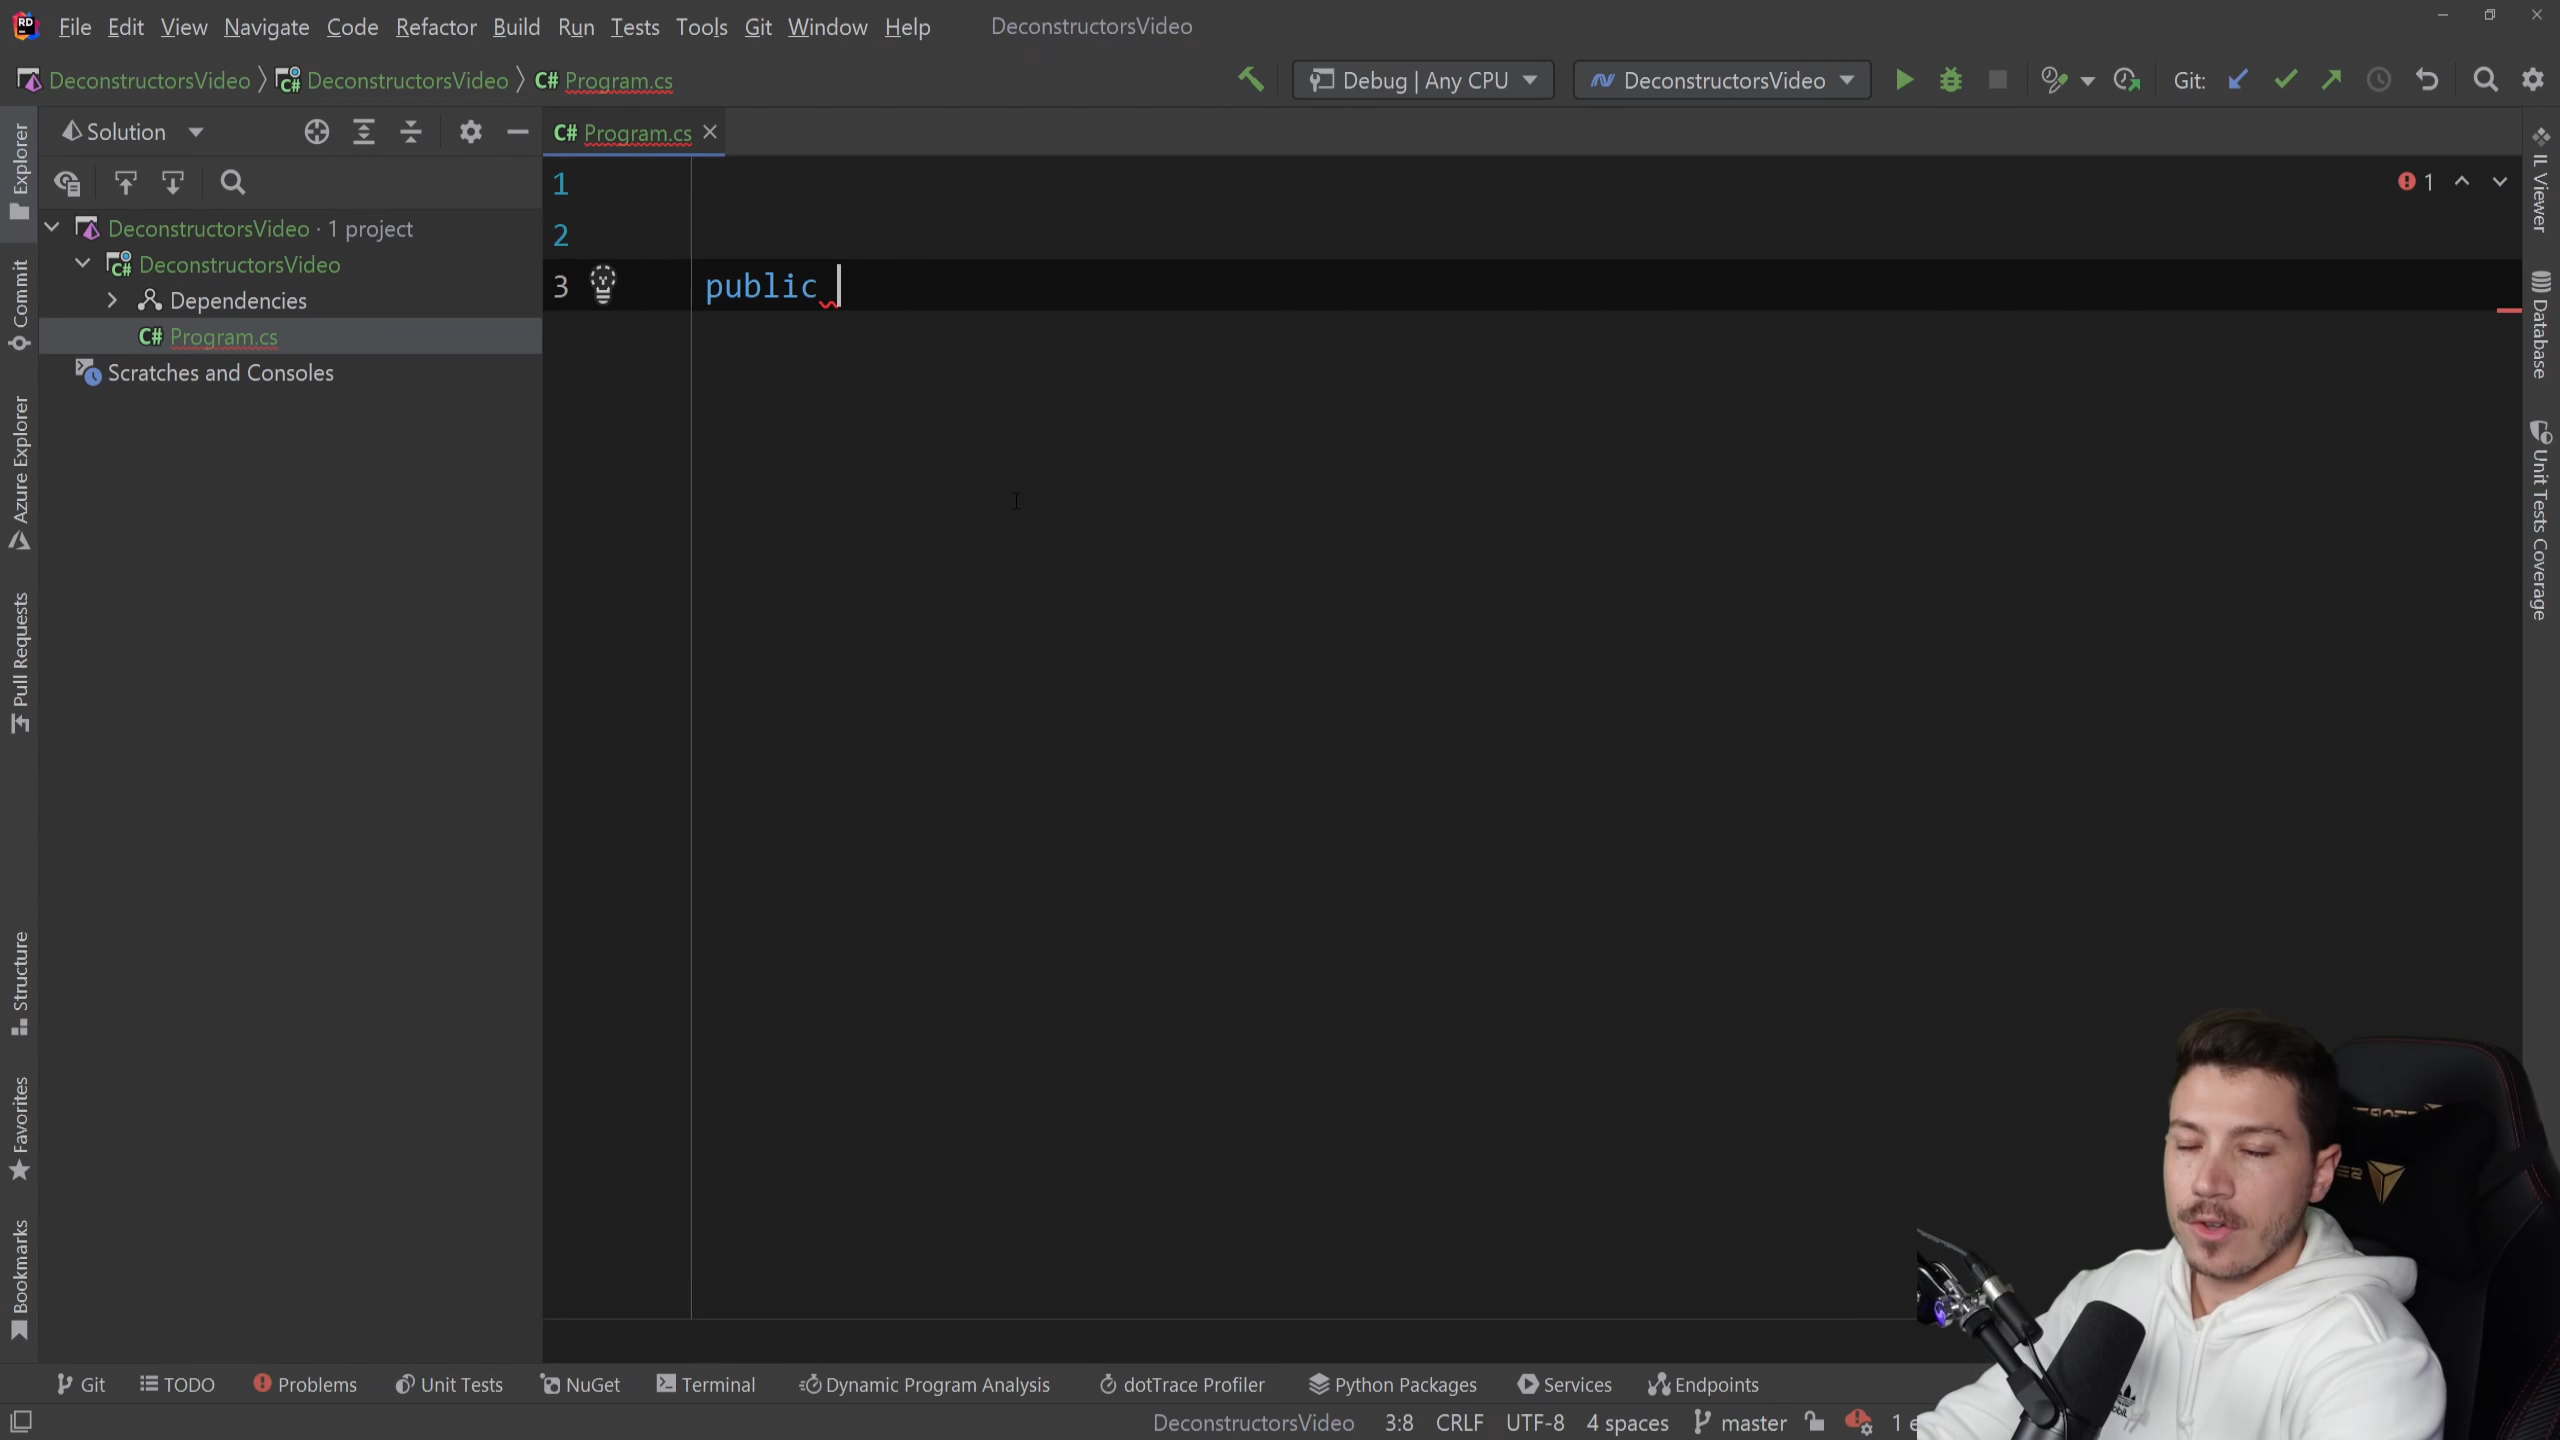 RD File Edit View Navigate Code Refactor Build Run Tests Tools Git Window Help DeconstructorsVideo
DeconstructorsVideo DeconstructorsVideo C# Program.cs Debug | Any CPU DeconstructorsVideo Git:
Solution
C# Program.cs
Explorer
Commit
Azure Explorer
Pull Requests
Structure
Favorites
Bookmarks
DeconstructorsVideo · 1 project
DeconstructorsVideo
Dependencies
C# Program.cs
Scratches and Consoles
1
2
3 public
1
IL Viewer
Database
Unit Tests Coverage
Git TODO Problems Unit Tests NuGet Terminal Dynamic Program Analysis dotTrace Profiler Python Packages Services Endpoints
DeconstructorsVideo 3:8 CRLF UTF-8 4 spaces master 1